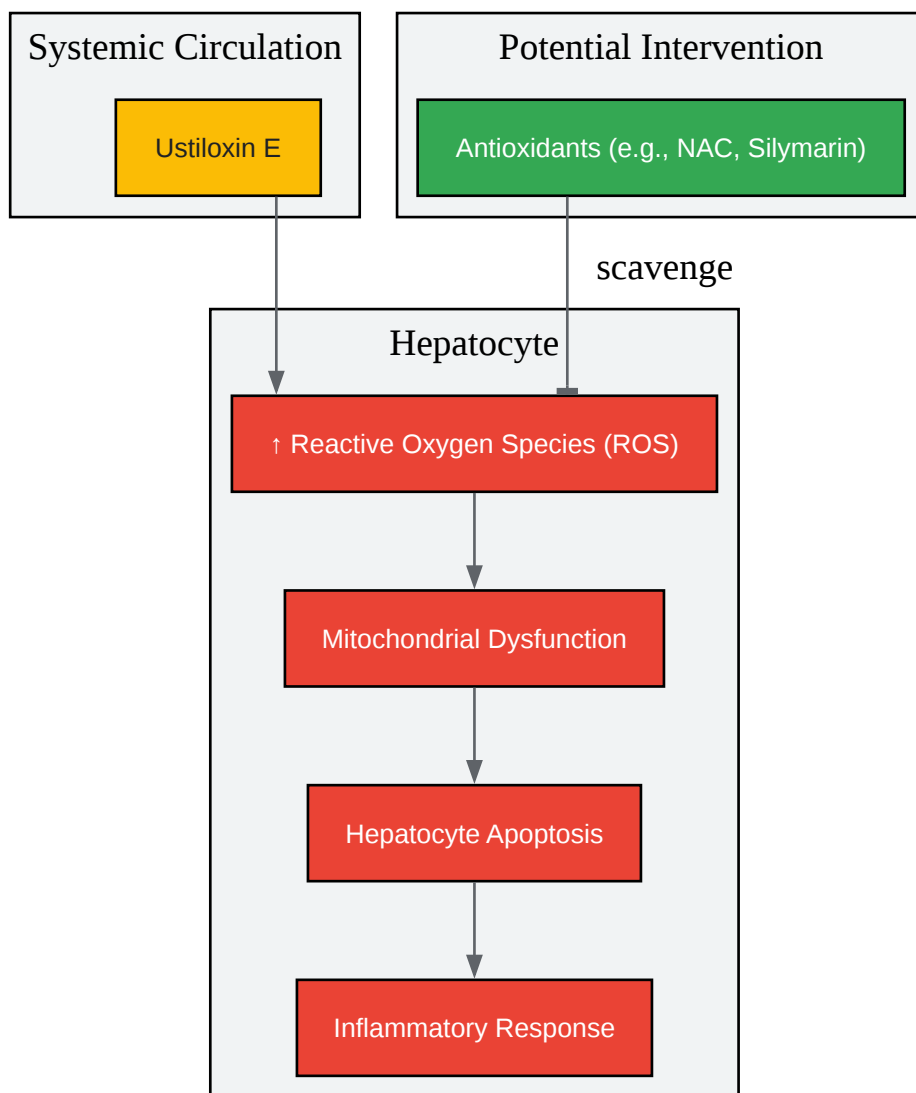 Systemic Circulation
Potential Intervention
Ustiloxin E
Antioxidants (e.g., NAC, Silymarin)
scavenge
Hepatocyte
↑ Reactive Oxygen Species (ROS)
Mitochondrial Dysfunction
Hepatocyte Apoptosis
Inflammatory Response